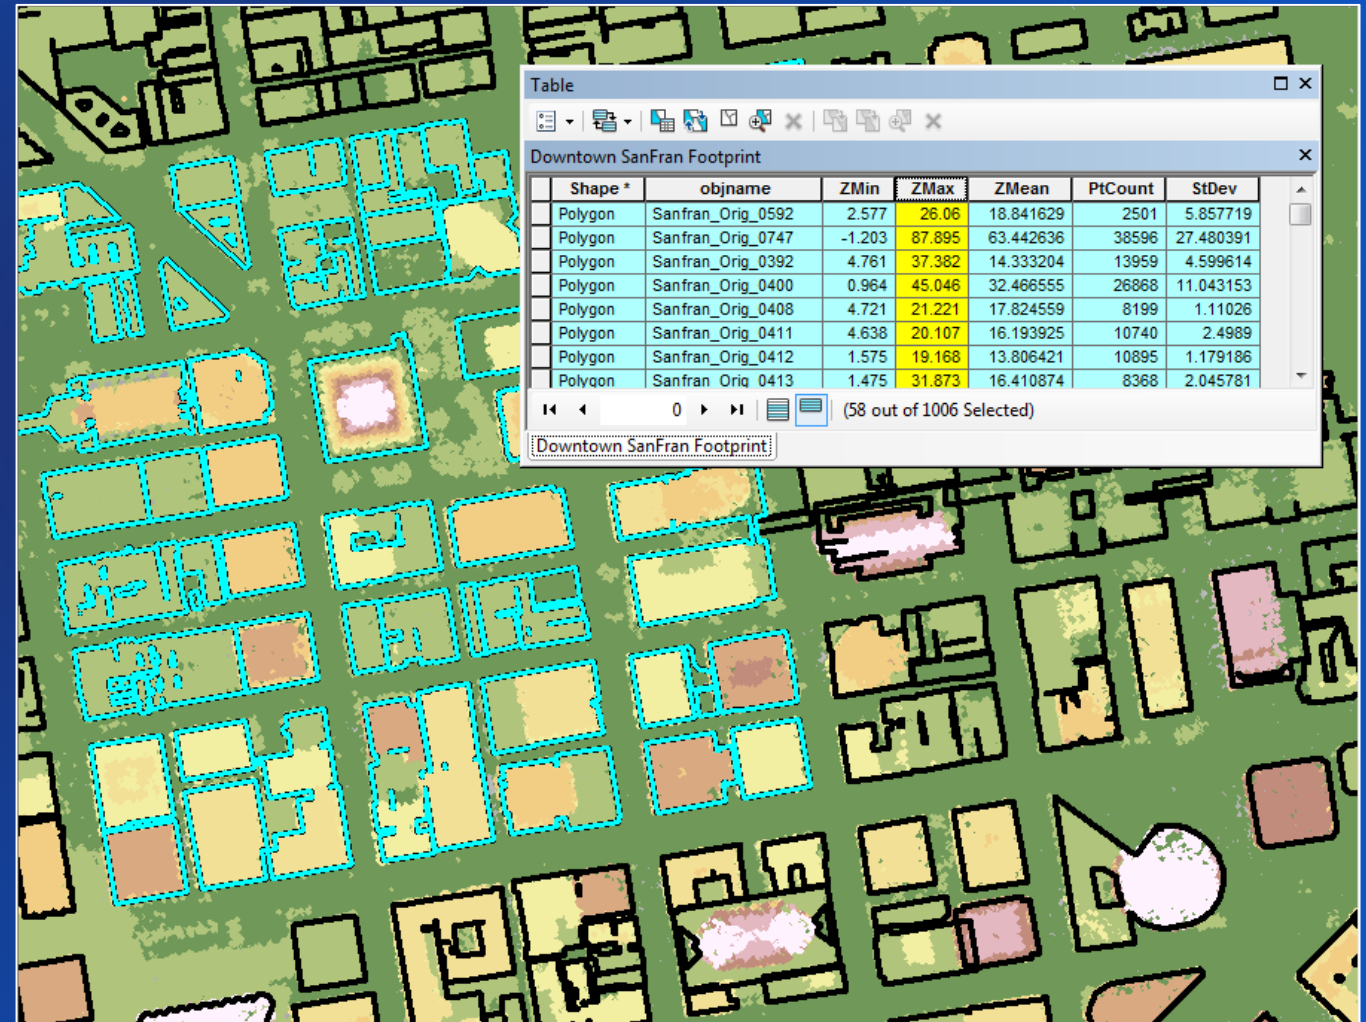 Table
Downtown SanFran Footprint
Shape * objname ZMin ZMax ZMean PtCount StDev
Polygon Sanfran_Orig_0592 2.577 26.06 18.841629 2501 5.857719
Polygon Sanfran_Orig_0747 -1.203 87.895 63.442636 38596 27.480391
Polygon Sanfran_Orig_0392 4.761 37.382 14.333204 13959 4.599614
Polygon Sanfran_Orig_0400 0.964 45.046 32.466555 26868 11.043153
Polygon Sanfran_Orig_0408 4.721 21.221 17.824559 8199 1.11026
Polygon Sanfran_Orig_0411 4.638 20.107 16.193925 10740 2.4989
Polygon Sanfran_Orig_0412 1.575 19.168 13.806421 10895 1.179186
Polygon Sanfran_Orig_0413 1.475 31.873 16.410874 8368 2.045781
0 (58 out of 1006 Selected)
Downtown SanFran Footprint